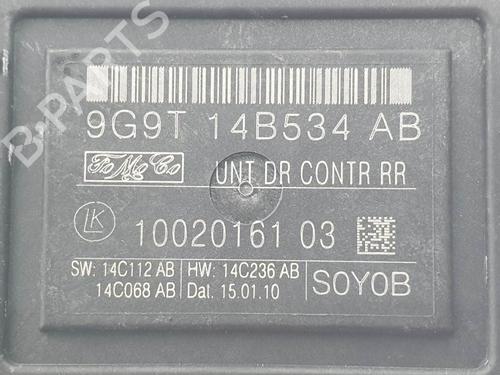 B-PARTS
9G9T 14B534 AB
FoMoCo
UNT DR CONTR RR
LK
10020161 03
SW: 14C112 AB
14C068 AB
HW: 14C236 AB
Dat. 15.01.10
S0Y0B